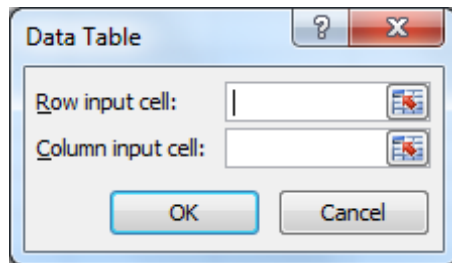 Data Table
Row input cell:
Column input cell:
OK
Cancel